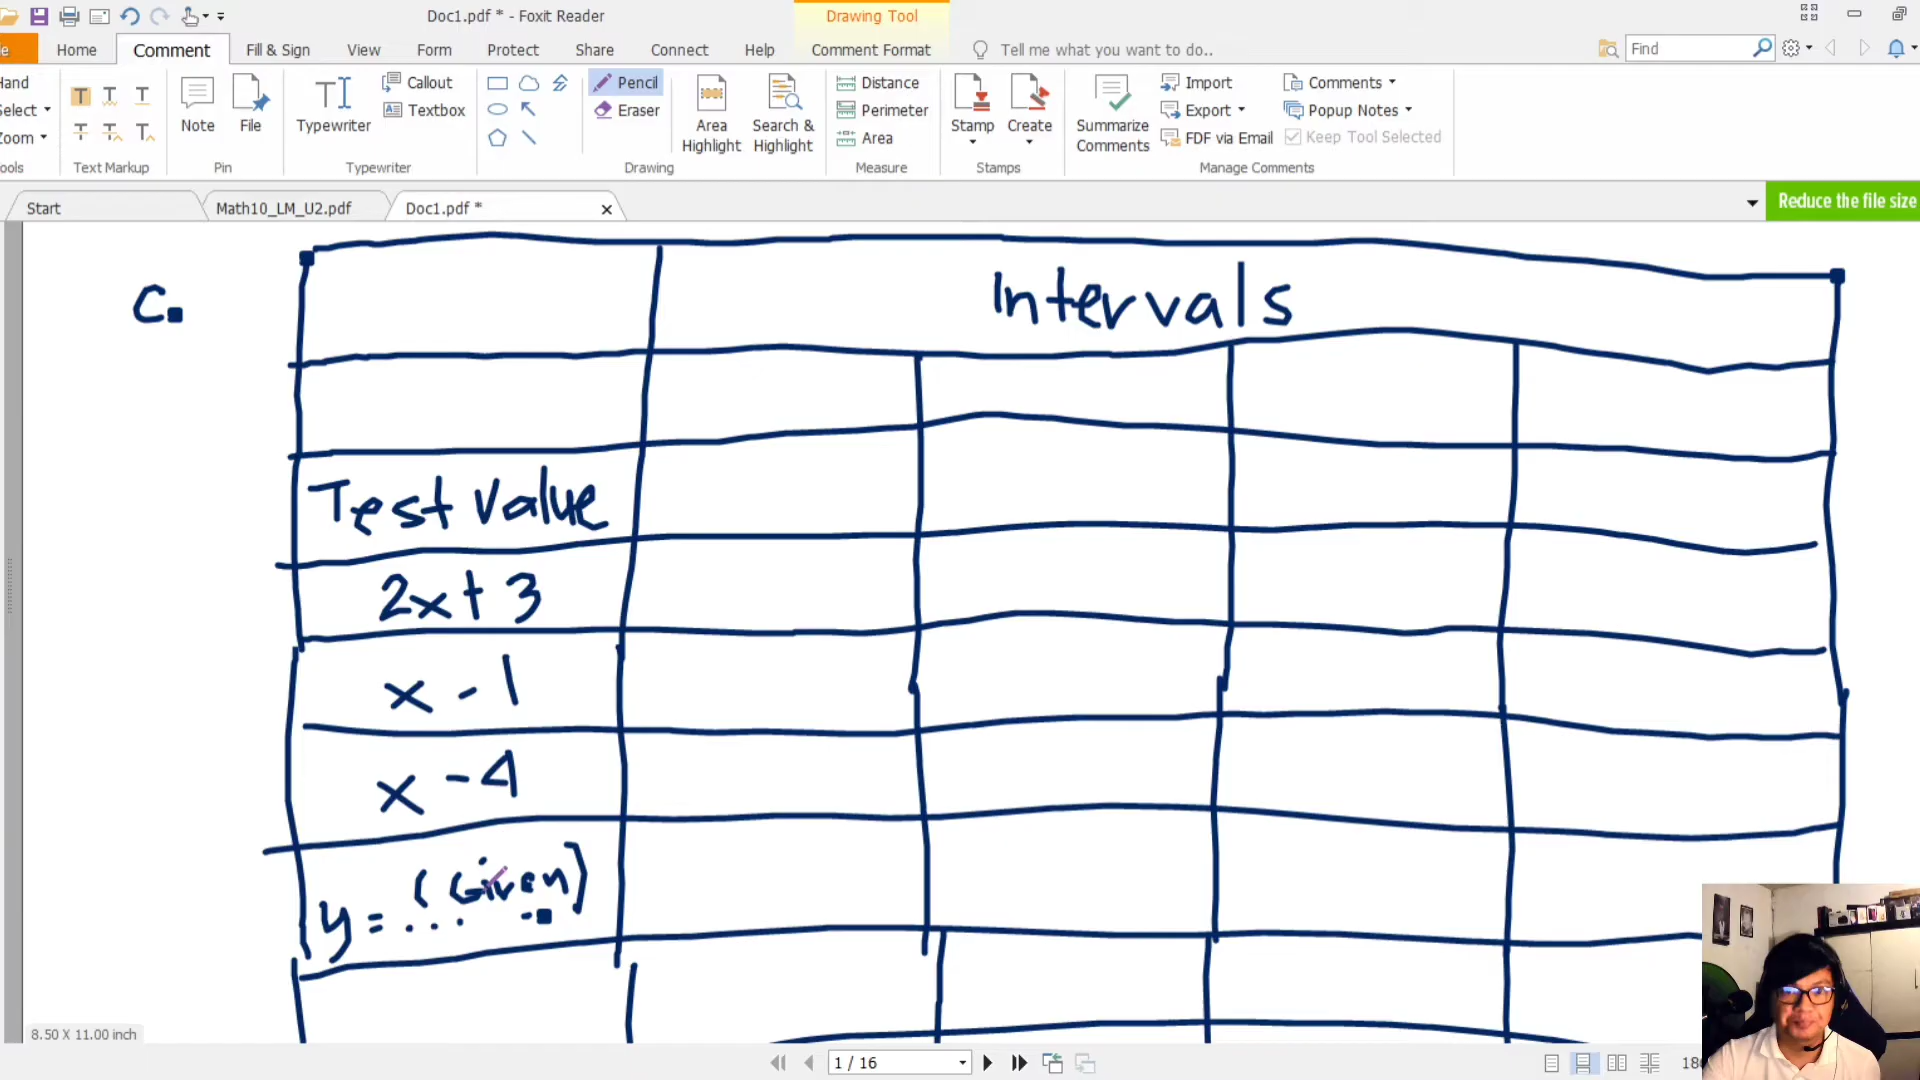 Doc1.pdf * - Foxit Reader
Drawing Tool
Home
Comment
Fill & Sign
View
Form
Protect
Share
Connect
Help
Comment Format
Tell me what you want to do..
Find
Note
File
Typewriter
Callout
Textbox
Pencil
Eraser
Area
Highlight
Search &
Highlight
Distance
Perimeter
Area
Stamp
Create
Summarize
Comments
Import
Export
FDF via Email
Comments
Popup Notes
Keep Tool Selected
Text Markup
Pin
Typewriter
Drawing
Measure
Stamps
Manage Comments
Start
Math10_LM_U2.pdf
Doc1.pdf *
Reduce the file size
C.
Intervals
Test Value
2x + 3
x - 1
x - 4
(Given)
y = ...
8.50 X 11.00 inch
1 / 16